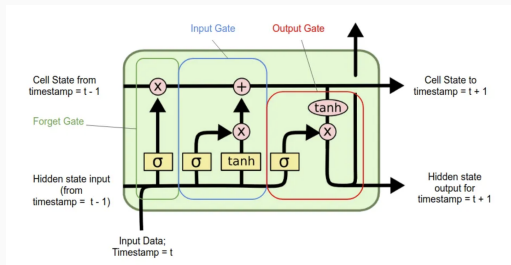 Input Gate
Output Gate
Cell State from
timestamp = t - 1
x
+
Cell State to
timestamp = t + 1
tanh
Forget Gate
x
x
σ
σ
tanh
σ
Hidden state input
(from
timestamp = t - 1)
Hidden state
output for
timestamp = t + 1
Input Data;
Timestamp = t